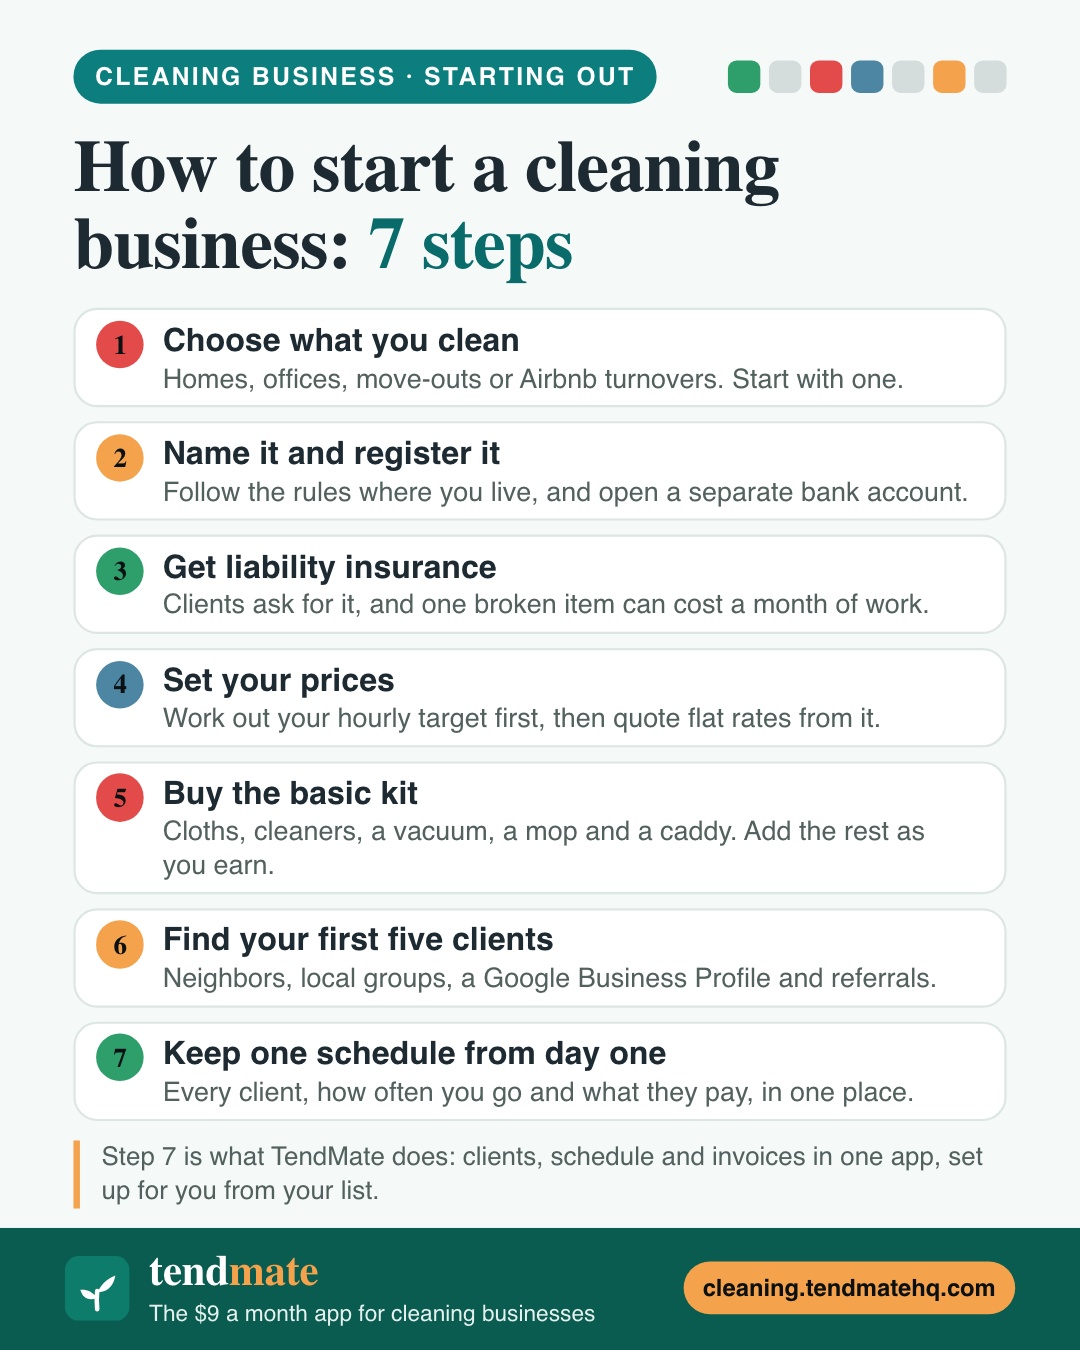 CLEANING BUSINESS · STARTING OUT
How to start a cleaning
business: 7 steps
1
Choose what you clean
Homes, offices, move-outs or Airbnb turnovers. Start with one.
2
Name it and register it
Follow the rules where you live, and open a separate bank account.
3
Get liability insurance
Clients ask for it, and one broken item can cost a month of work.
4
Set your prices
Work out your hourly target first, then quote flat rates from it.
5
Buy the basic kit
Cloths, cleaners, a vacuum, a mop and a caddy. Add the rest as
you earn.
6
Find your first five clients
Neighbors, local groups, a Google Business Profile and referrals.
7
Keep one schedule from day one
Every client, how often you go and what they pay, in one place.
Step 7 is what TendMate does: clients, schedule and invoices in one app, set
up for you from your list.
tendmate
The $9 a month app for cleaning businesses
cleaning.tendmatehq.com